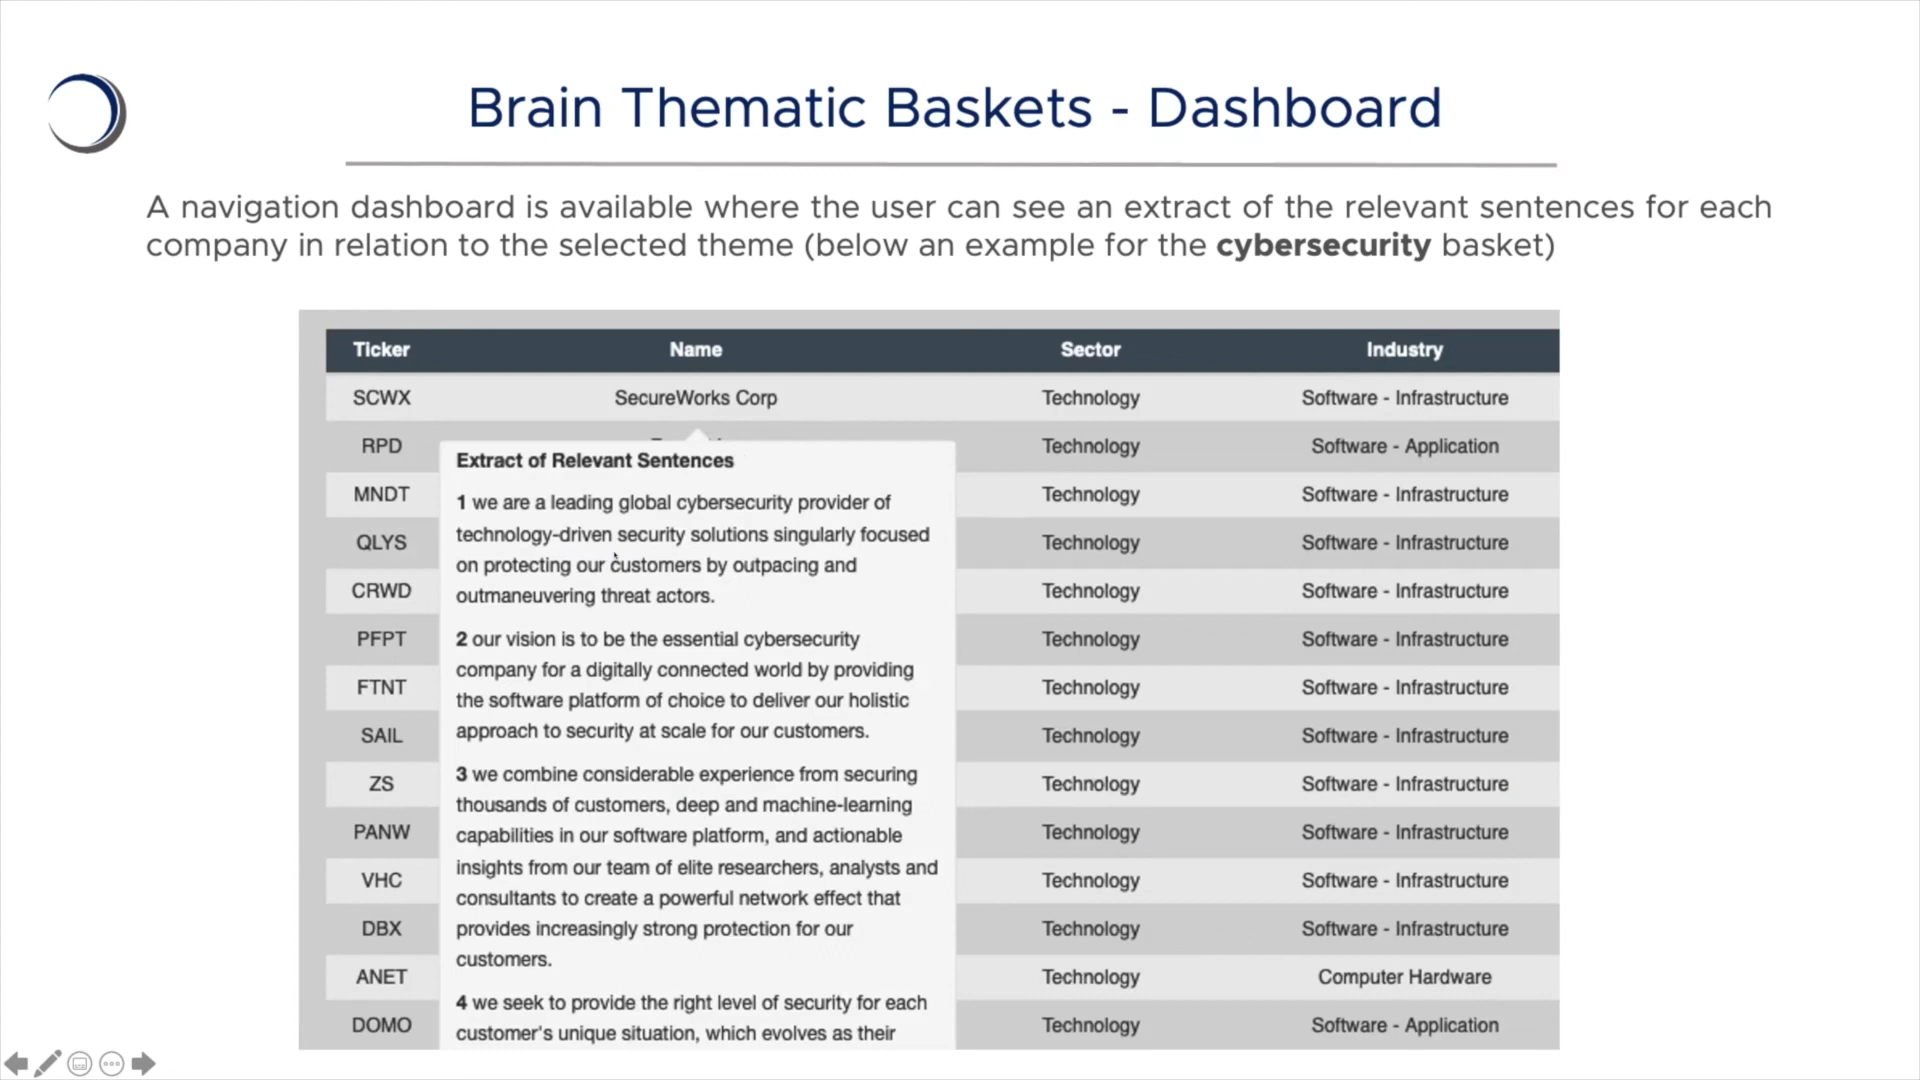 Brain Thematic Baskets - Dashboard
A navigation dashboard is available where the user can see an extract of the relevant sentences for each
company in relation to the selected theme (below an example for the cybersecurity basket)
Ticker Name Sector Industry
SCWX SecureWorks Corp Technology Software - Infrastructure
RPD Technology Software - Application
MNDT Technology Software - Infrastructure
QLYS Technology Software - Infrastructure
CRWD Technology Software - Infrastructure
PFPT Technology Software - Infrastructure
FTNT Technology Software - Infrastructure
SAIL Technology Software - Infrastructure
ZS Technology Software - Infrastructure
PANW Technology Software - Infrastructure
VHC Technology Software - Infrastructure
DBX Technology Software - Infrastructure
ANET Technology Computer Hardware
DOMO Technology Software - Application
Extract of Relevant Sentences
1 we are a leading global cybersecurity provider of
technology-driven security solutions singularly focused
on protecting our customers by outpacing and
outmaneuvering threat actors.
2 our vision is to be the essential cybersecurity
company for a digitally connected world by providing
the software platform of choice to deliver our holistic
approach to security at scale for our customers.
3 we combine considerable experience from securing
thousands of customers, deep and machine-learning
capabilities in our software platform, and actionable
insights from our team of elite researchers, analysts and
consultants to create a powerful network effect that
provides increasingly strong protection for our
customers.
4 we seek to provide the right level of security for each
customer's unique situation, which evolves as their